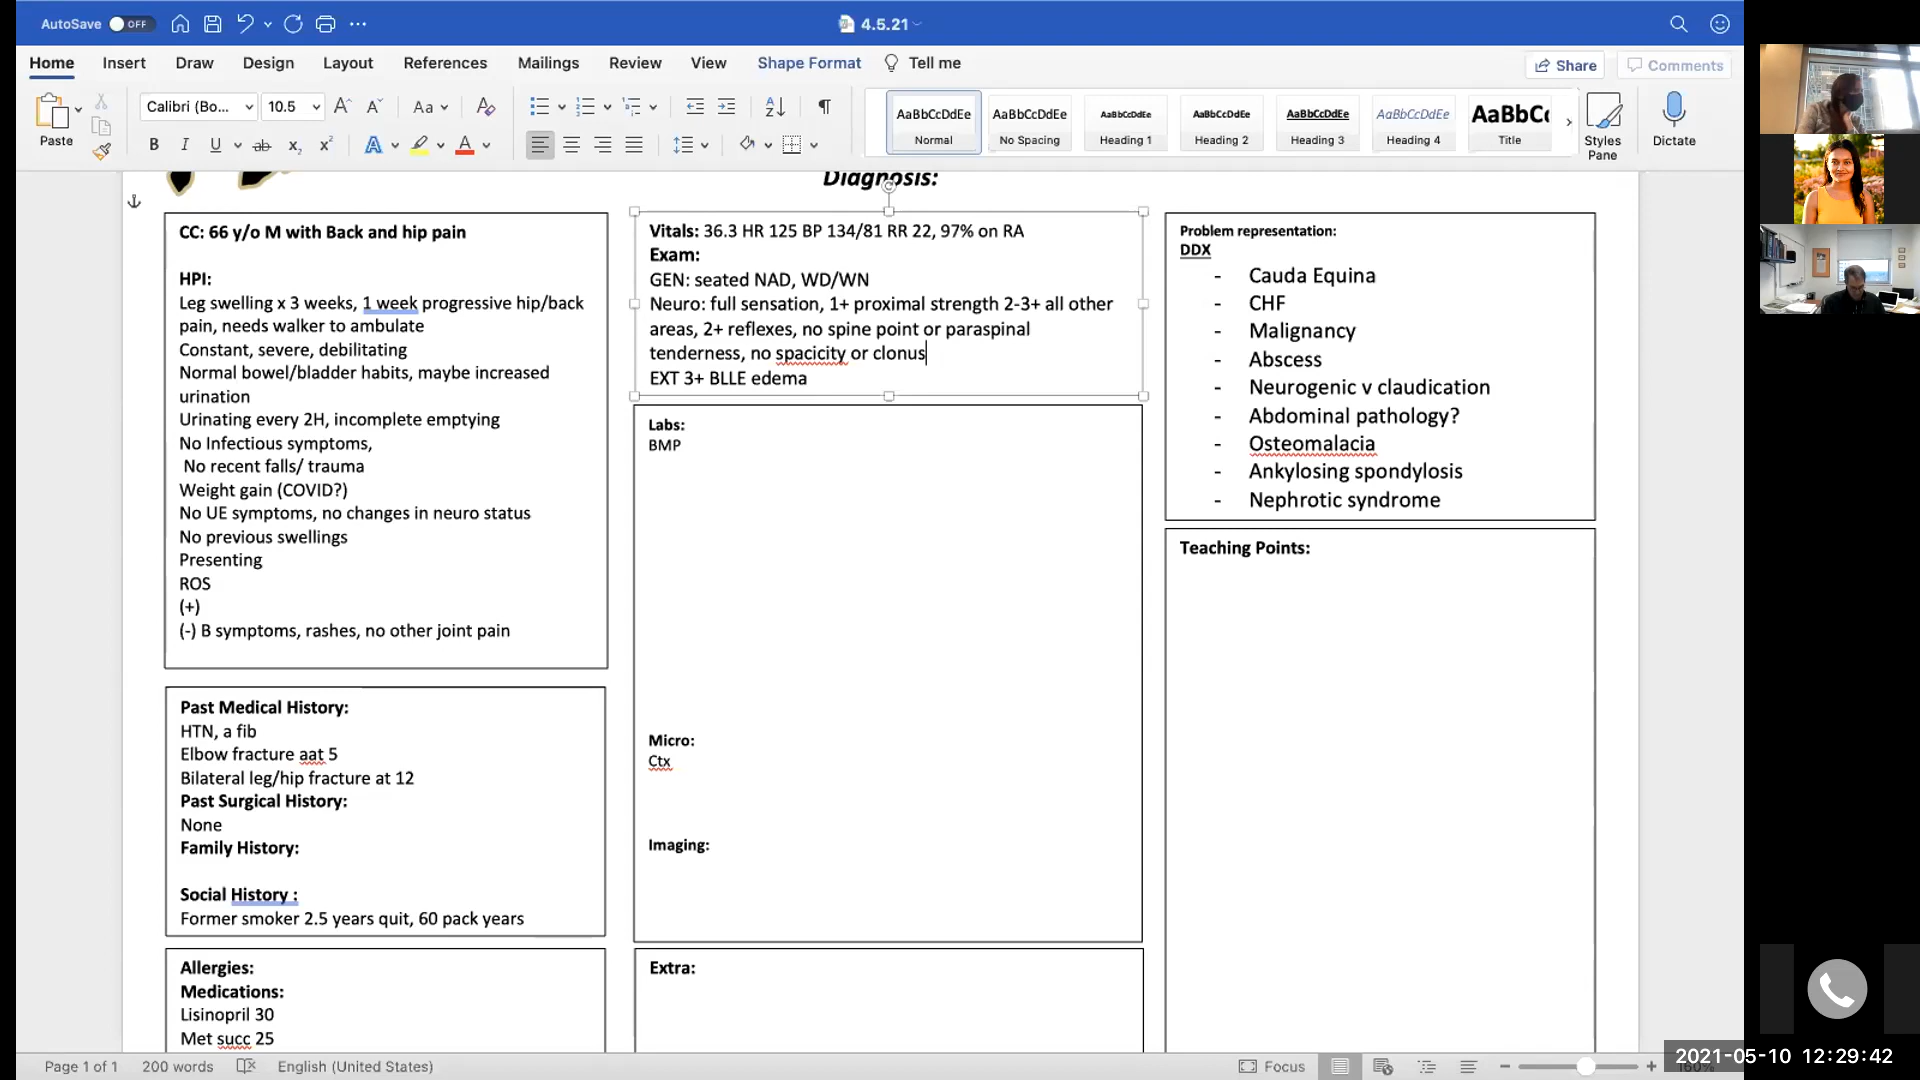 AutoSave OFF
4.5.21
Home Insert Draw Design Layout References Mailings Review View Shape Format Tell me
Share Comments
Paste
Calibri (Bo... 10.5
AaBbCcDdEe Normal
AaBbCcDdEe No Spacing
AaBbCcDdEe Heading 1
AaBbCcDdEe Heading 2
AaBbCcDdEe Heading 3
AaBbCcDdEe Heading 4
AaBbCc Title
Styles Pane
Dictate
Diagnosis:
CC: 66 y/o M with Back and hip pain
HPI:
Leg swelling x 3 weeks, 1 week progressive hip/back
pain, needs walker to ambulate
Constant, severe, debilitating
Normal bowel/bladder habits, maybe increased
urination
Urinating every 2H, incomplete emptying
No Infectious symptoms,
No recent falls/ trauma
Weight gain (COVID?)
No UE symptoms, no changes in neuro status
No previous swellings
Presenting
ROS
(+)
(-) B symptoms, rashes, no other joint pain
Past Medical History:
HTN, a fib
Elbow fracture aat 5
Bilateral leg/hip fracture at 12
Past Surgical History:
None
Family History:
Social History :
Former smoker 2.5 years quit, 60 pack years
Allergies:
Medications:
Lisinopril 30
Met succ 25
Vitals: 36.3 HR 125 BP 134/81 RR 22, 97% on RA
Exam:
GEN: seated NAD, WD/WN
Neuro: full sensation, 1+ proximal strength 2-3+ all other
areas, 2+ reflexes, no spine point or paraspinal
tenderness, no spacicity or clonus
EXT 3+ BLLE edema
Labs:
BMP
Micro:
Ctx
Imaging:
Extra:
Problem representation:
DDX
- Cauda Equina
- CHF
- Malignancy
- Abscess
- Neurogenic v claudication
- Abdominal pathology?
- Osteomalacia
- Ankylosing spondylosis
- Nephrotic syndrome
Teaching Points:
Page 1 of 1 200 words English (United States)
Focus
2021-05-10 12:29:42